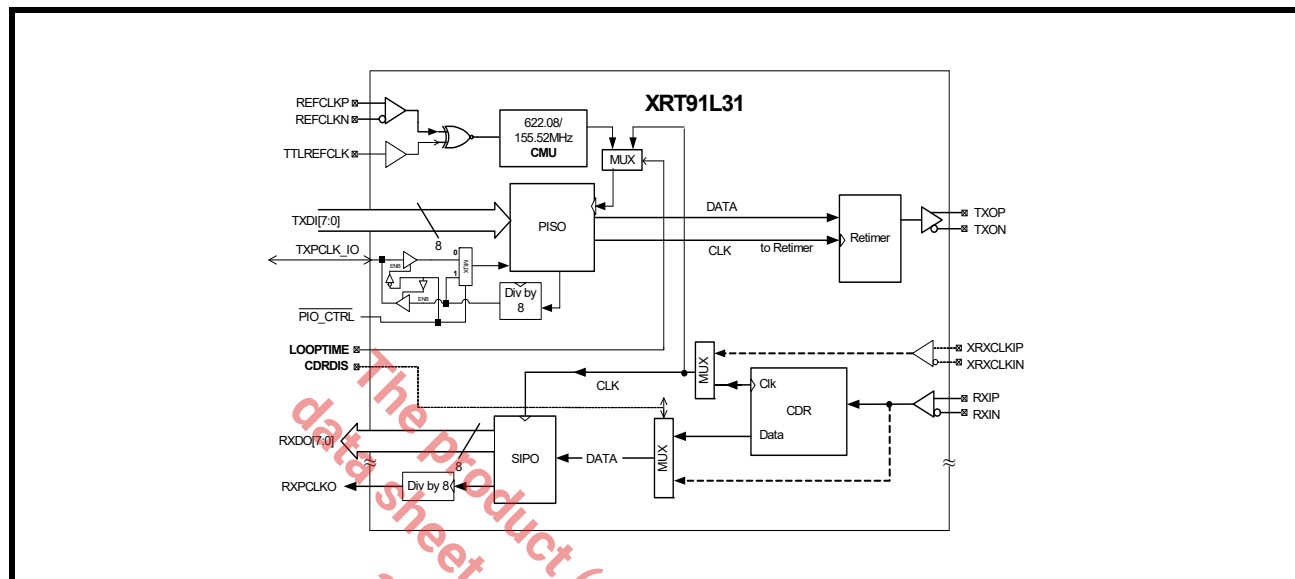 XRT91L31
REFCLKP
REFCLKN
TTLREFCLK
622.08/
155.52MHz
CMU
MUX
TXDI[7:0]
8
PISO
DATA
CLK
to Retimer
Retimer
TXOP
TXON
TXPCLK_IO
ENB
ENB
0
1
MUX
Div by
8
PIO_CTRL
LOOPTIME
CDRDIS
XRXCLKIP
XRXCLKIN
MUX
Clk
CDR
Data
RXIP
RXIN
CLK
RXDO[7:0]
8
SIPO
DATA
MUX
RXPCLKO
Div by 8
The product (
data sheet